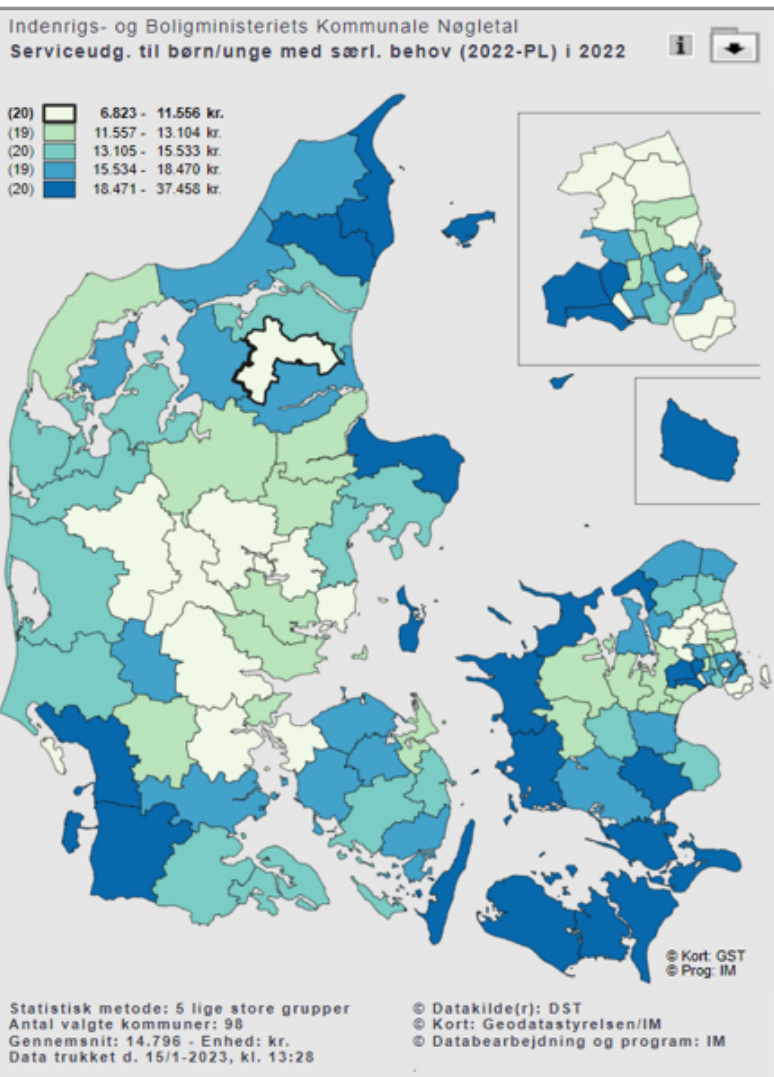 Indenrigs- og Boligministeriets Kommunale Nøgletal
Serviceudg. til børn/unge med særl. behov (2022-PL) i 2022
i
(20) 6.823 - 11.556 kr.
(19) 11.557 - 13.104 kr.
(20) 13.105 - 15.533 kr.
(19) 15.534 - 18.470 kr.
(20) 18.471 - 37.458 kr.
© Kort: GST
© Prog: IM
Statistisk metode: 5 lige store grupper
Antal valgte kommuner: 98
Gennemsnit: 14.796 - Enhed: kr.
Data trukket d. 15/1-2023, kl. 13:28
© Datakilde(r): DST
© Kort: Geodatastyrelsen/IM
© Databearbejdning og program: IM